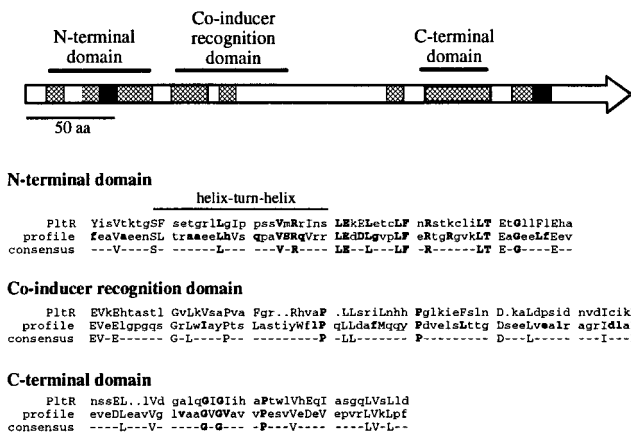 N-terminal domain
Co-inducer recognition domain
C-terminal domain
50 aa
N-terminal domain
helix-turn-helix
PltR YisVtktgSF setgrlLgIp pssVmRrIns LEkELetcLF nRstkcliLT EtGllFlEha
profile feaVaeenSL traaeeLhVs qpaVSRqVrr LEdDLgvpLF eRtgRgvkLT EaGeeLfEev
consensus ---V----S- ------L--- ---V-R---- LE--L---LF -R------LT E-G----E--
Co-inducer recognition domain
PltR EVkEhtastl GvLKVsaPva Fgr..RhvaP .LLsrilNhh PglkieFsln D.kaLdpsid nvdIcik
profile EVeELgpgqs GrLwIayPts LastiyWflP qLLdafMqqy PdvelsLttg DseeLvealr agrIdla
consensus EV-E------ G-L----P-- ---------P -LL------- P--------- D---L----- ---I---
C-terminal domain
PltR nssEL..lVd galqGIGIih aPtwlVhEqI asgqLVsLld
profile eveDLeavVg lvaaGVGVav vPesvVeDeV epvrLVkLpf
consensus ----L---V- ----G-G--- -P---V---- ----LV-L--